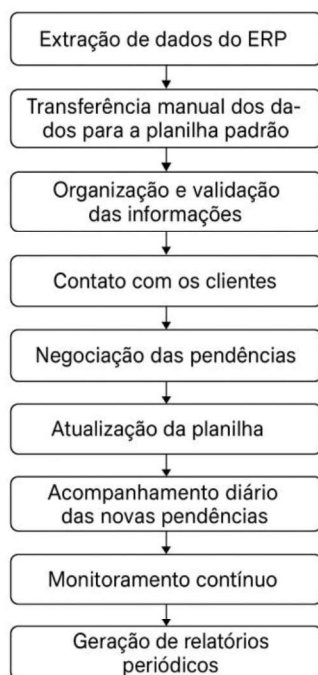 Extração de dados do ERP
Transferência manual dos da-
dos para a planilha padrão
Organização e validação
das informações
Contato com os clientes
Negociação das pendências
Atualização da planilha
Acompanhamento diário
das novas pendências
Monitoramento contínuo
Geração de relatórios
periódicos